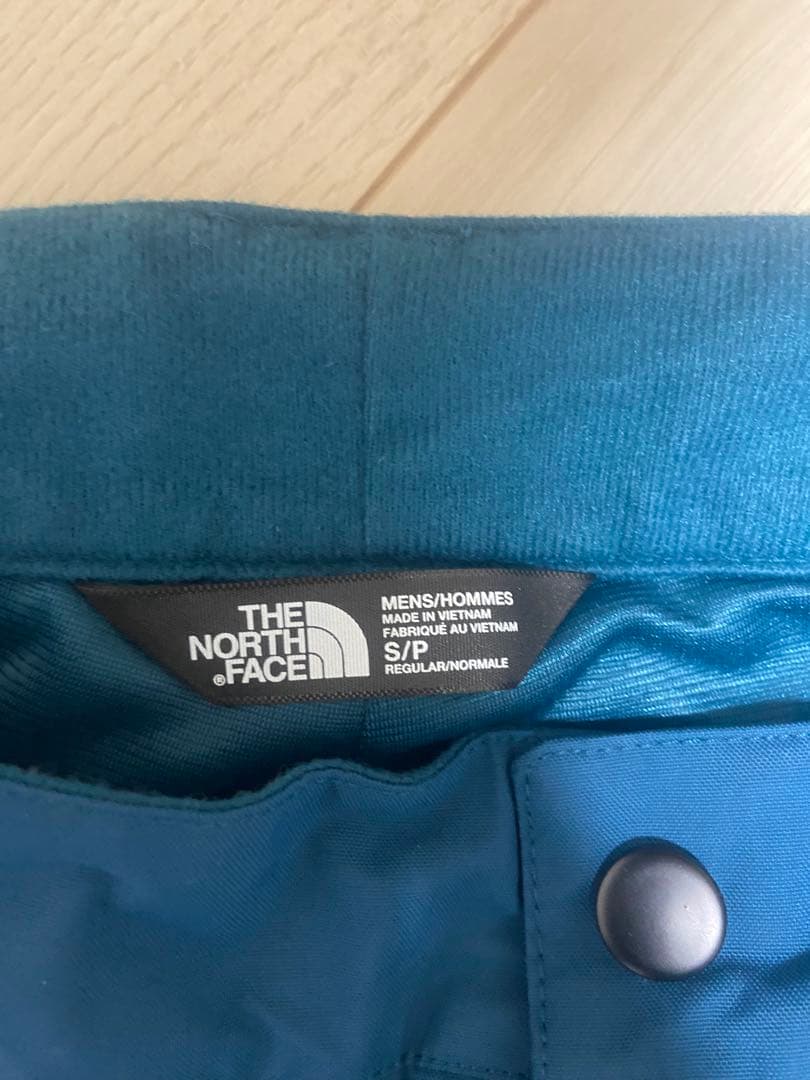 THE
NORTH
FACE®
MENS/HOMMES
MADE IN VIETNAM
FABRIQUÉ AU VIETNAM
S/P
REGULAR/NORMALE